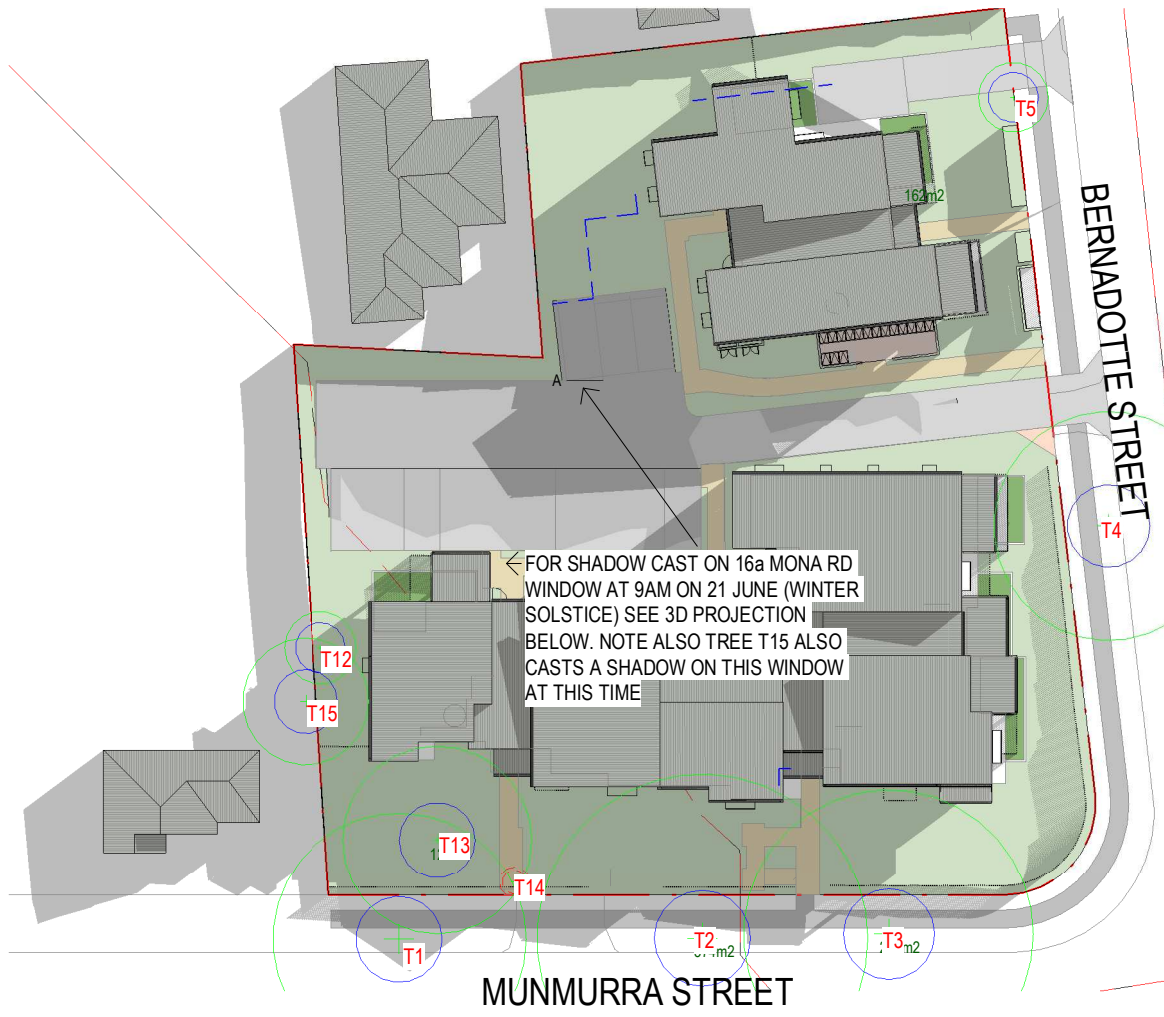 T5
162m2
BERNADOTTE STREET
A
T4
FOR SHADOW CAST ON 16a MONA RD
WINDOW AT 9AM ON 21 JUNE (WINTER
SOLSTICE) SEE 3D PROJECTION
BELOW. NOTE ALSO TREE T15 ALSO
CASTS A SHADOW ON THIS WINDOW
AT THIS TIME
T12
T15
T13
T14
T1
T2
T3
MUNMURRA STREET